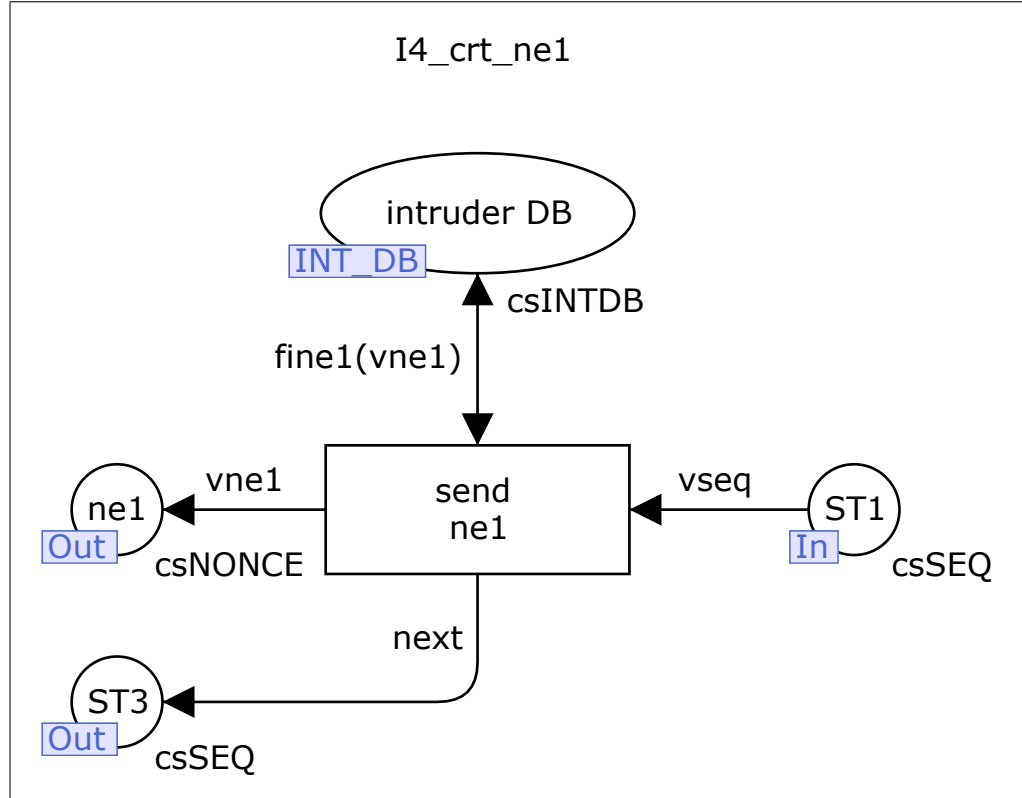 I4_crt_ne1
intruder DB
INT_DB
csINTDB
fine1(vne1)
vne1
send
ne1
vseq
ne1
Out
csNONCE
ST1
In
csSEQ
next
ST3
Out
csSEQ